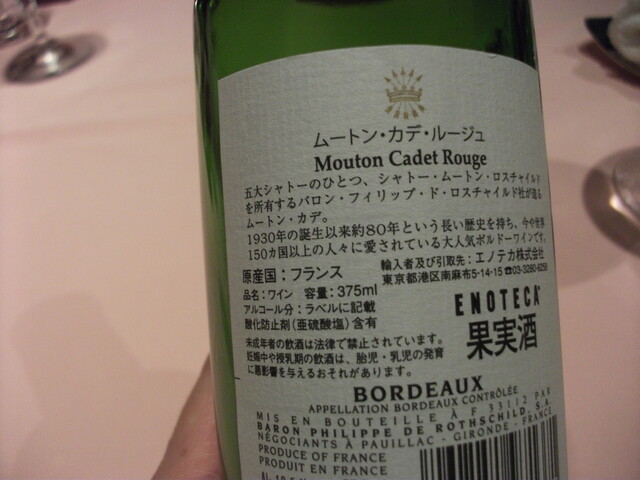 ムートン・カデ・ルージュ
Mouton Cadet Rouge
五大シャトーのひとつ、シャトー・ムートン・ロスチャイルド
を所有するバロン・フィリップ・ド・ロスチャイルド社が造る
ムートン・カデ。
1930年の誕生以来約80年という長い歴史を持ち、今や世界
150カ国以上の人々に愛されている大人気ボルドーワインです。
原産国：フランス
品名：ワイン 容量：375ml
アルコール分：ラベルに記載
酸化防止剤（亜硫酸塩）含有
輸入者及び引取先：エノテカ株式会社
東京都港区南麻布5-14-15 ☎03-3280-6258
ENOTECA
果実酒
未成年者の飲酒は法律で禁止されています。
妊娠中や授乳期の飲酒は、胎児・乳児の発育
に悪影響を与えるおそれがあります。
BORDEAUX
APPELLATION BORDEAUX CONTRÔLÉE
MIS EN BOUTEILLE À F 33112 PAR
BARON PHILIPPE DE ROTHSCHILD, S.A.
NÉGOCIANTS À PAUILLAC - GIRONDE - FRANCE
PRODUCE OF FRANCE
PRODUIT EN FRANCE